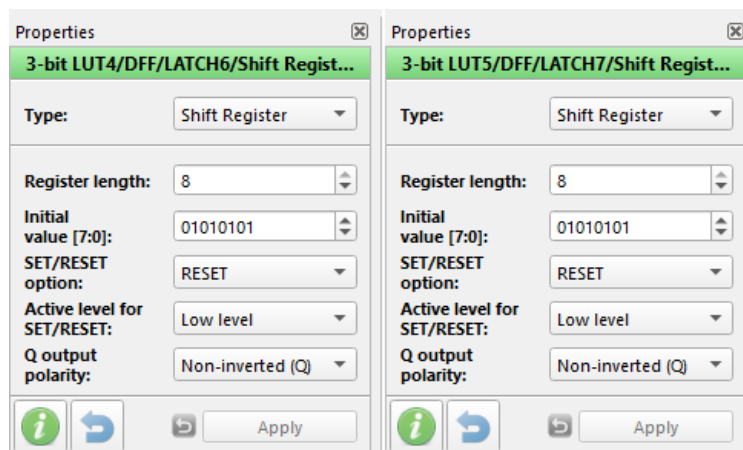 Properties
3-bit LUT4/DFF/LATCH6/Shift Regist...
Type:
Shift Register
Register length:
8
Initial
value [7:0]:
01010101
SET/RESET
option:
RESET
Active level for
SET/RESET:
Low level
Q output
polarity:
Non-inverted (Q)
Apply
Properties
3-bit LUT5/DFF/LATCH7/Shift Regist...
Type:
Shift Register
Register length:
8
Initial
value [7:0]:
01010101
SET/RESET
option:
RESET
Active level for
SET/RESET:
Low level
Q output
polarity:
Non-inverted (Q)
Apply